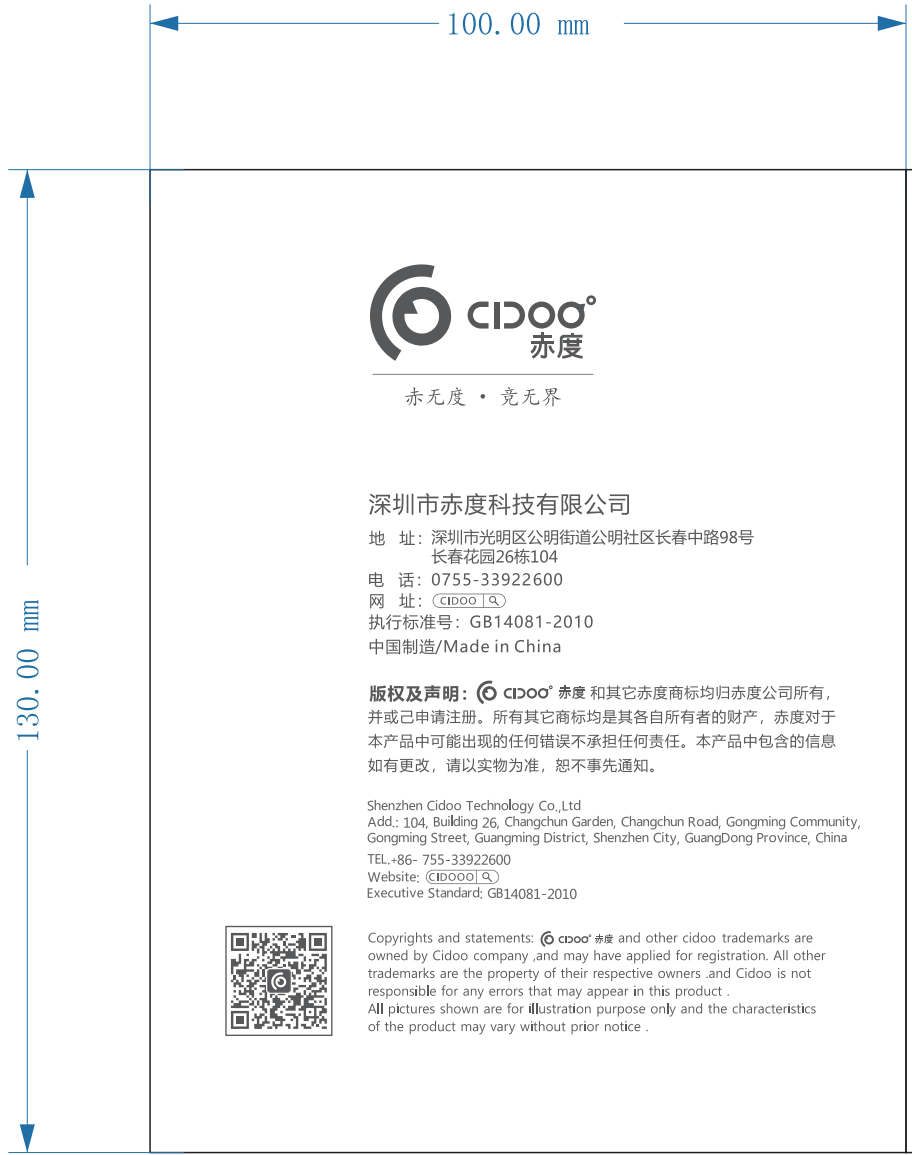 100.00 mm
130.00 mm
CIDOO°
赤度
赤无度 · 竞无界
深圳市赤度科技有限公司
地 址：深圳市光明区公明街道公明社区长春中路98号
长春花园26栋104
电 话：0755-33922600
网 址：CIDOO
执行标准号：GB14081-2010
中国制造/Made in China
版权及声明：CIDOO° 赤度 和其它赤度商标均归赤度公司所有，
并或己申请注册。所有其它商标均是其各自所有者的财产，赤度对于
本产品中可能出现的任何错误不承担任何责任。本产品中包含的信息
如有更改，请以实物为准，恕不事先通知。
Shenzhen Cidoo Technology Co.,Ltd
Add.: 104, Building 26, Changchun Garden, Changchun Road, Gongming Community,
Gongming Street, Guangming District, Shenzhen City, GuangDong Province, China
TEL.+86- 755-33922600
Website: CIDOOO
Executive Standard: GB14081-2010
Copyrights and statements: CIDOO° 赤度 and other cidoo trademarks are
owned by Cidoo company ,and may have applied for registration. All other
trademarks are the property of their respective owners .and Cidoo is not
responsible for any errors that may appear in this product .
All pictures shown are for illustration purpose only and the characteristics
of the product may vary without prior notice .